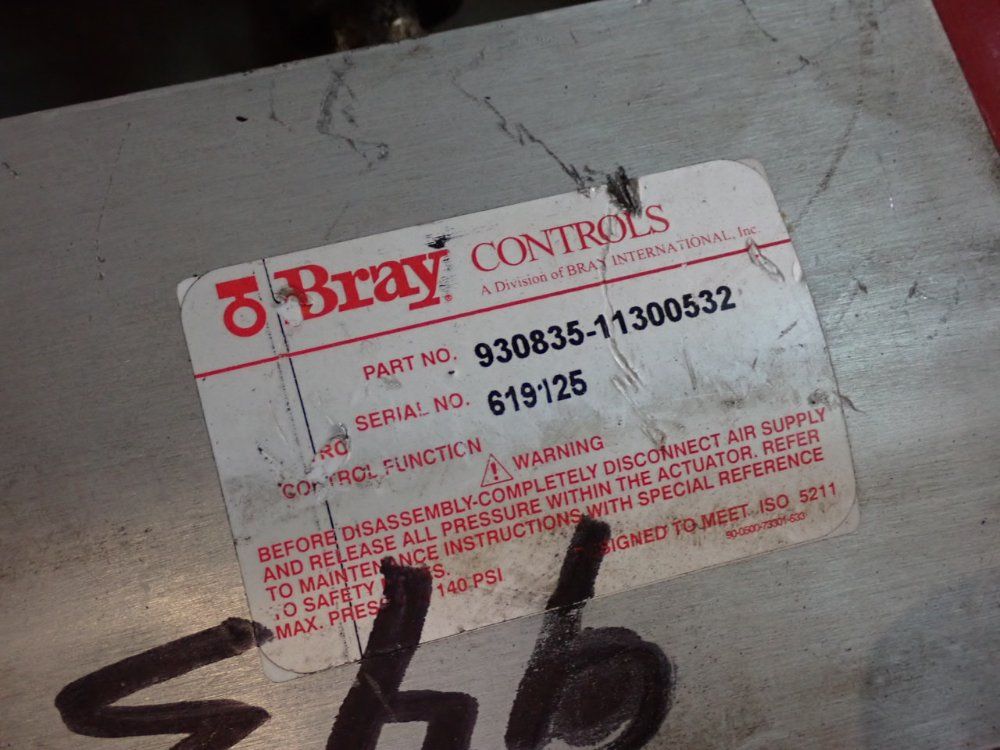 Bray CONTROLS
A Division of BRAY INTERNATIONAL, Inc.
PART NO. 930835-11300532
SERIAL NO. 619125
CONTROL FUNCTION
WARNING
BEFORE DISASSEMBLY-COMPLETELY DISCONNECT AIR SUPPLY
AND RELEASE ALL PRESSURE WITHIN THE ACTUATOR. REFER
TO MAINTENANCE INSTRUCTIONS WITH SPECIAL REFERENCE
TO SAFETY
MAX. 140 PSI
TO MEET ISO 5211